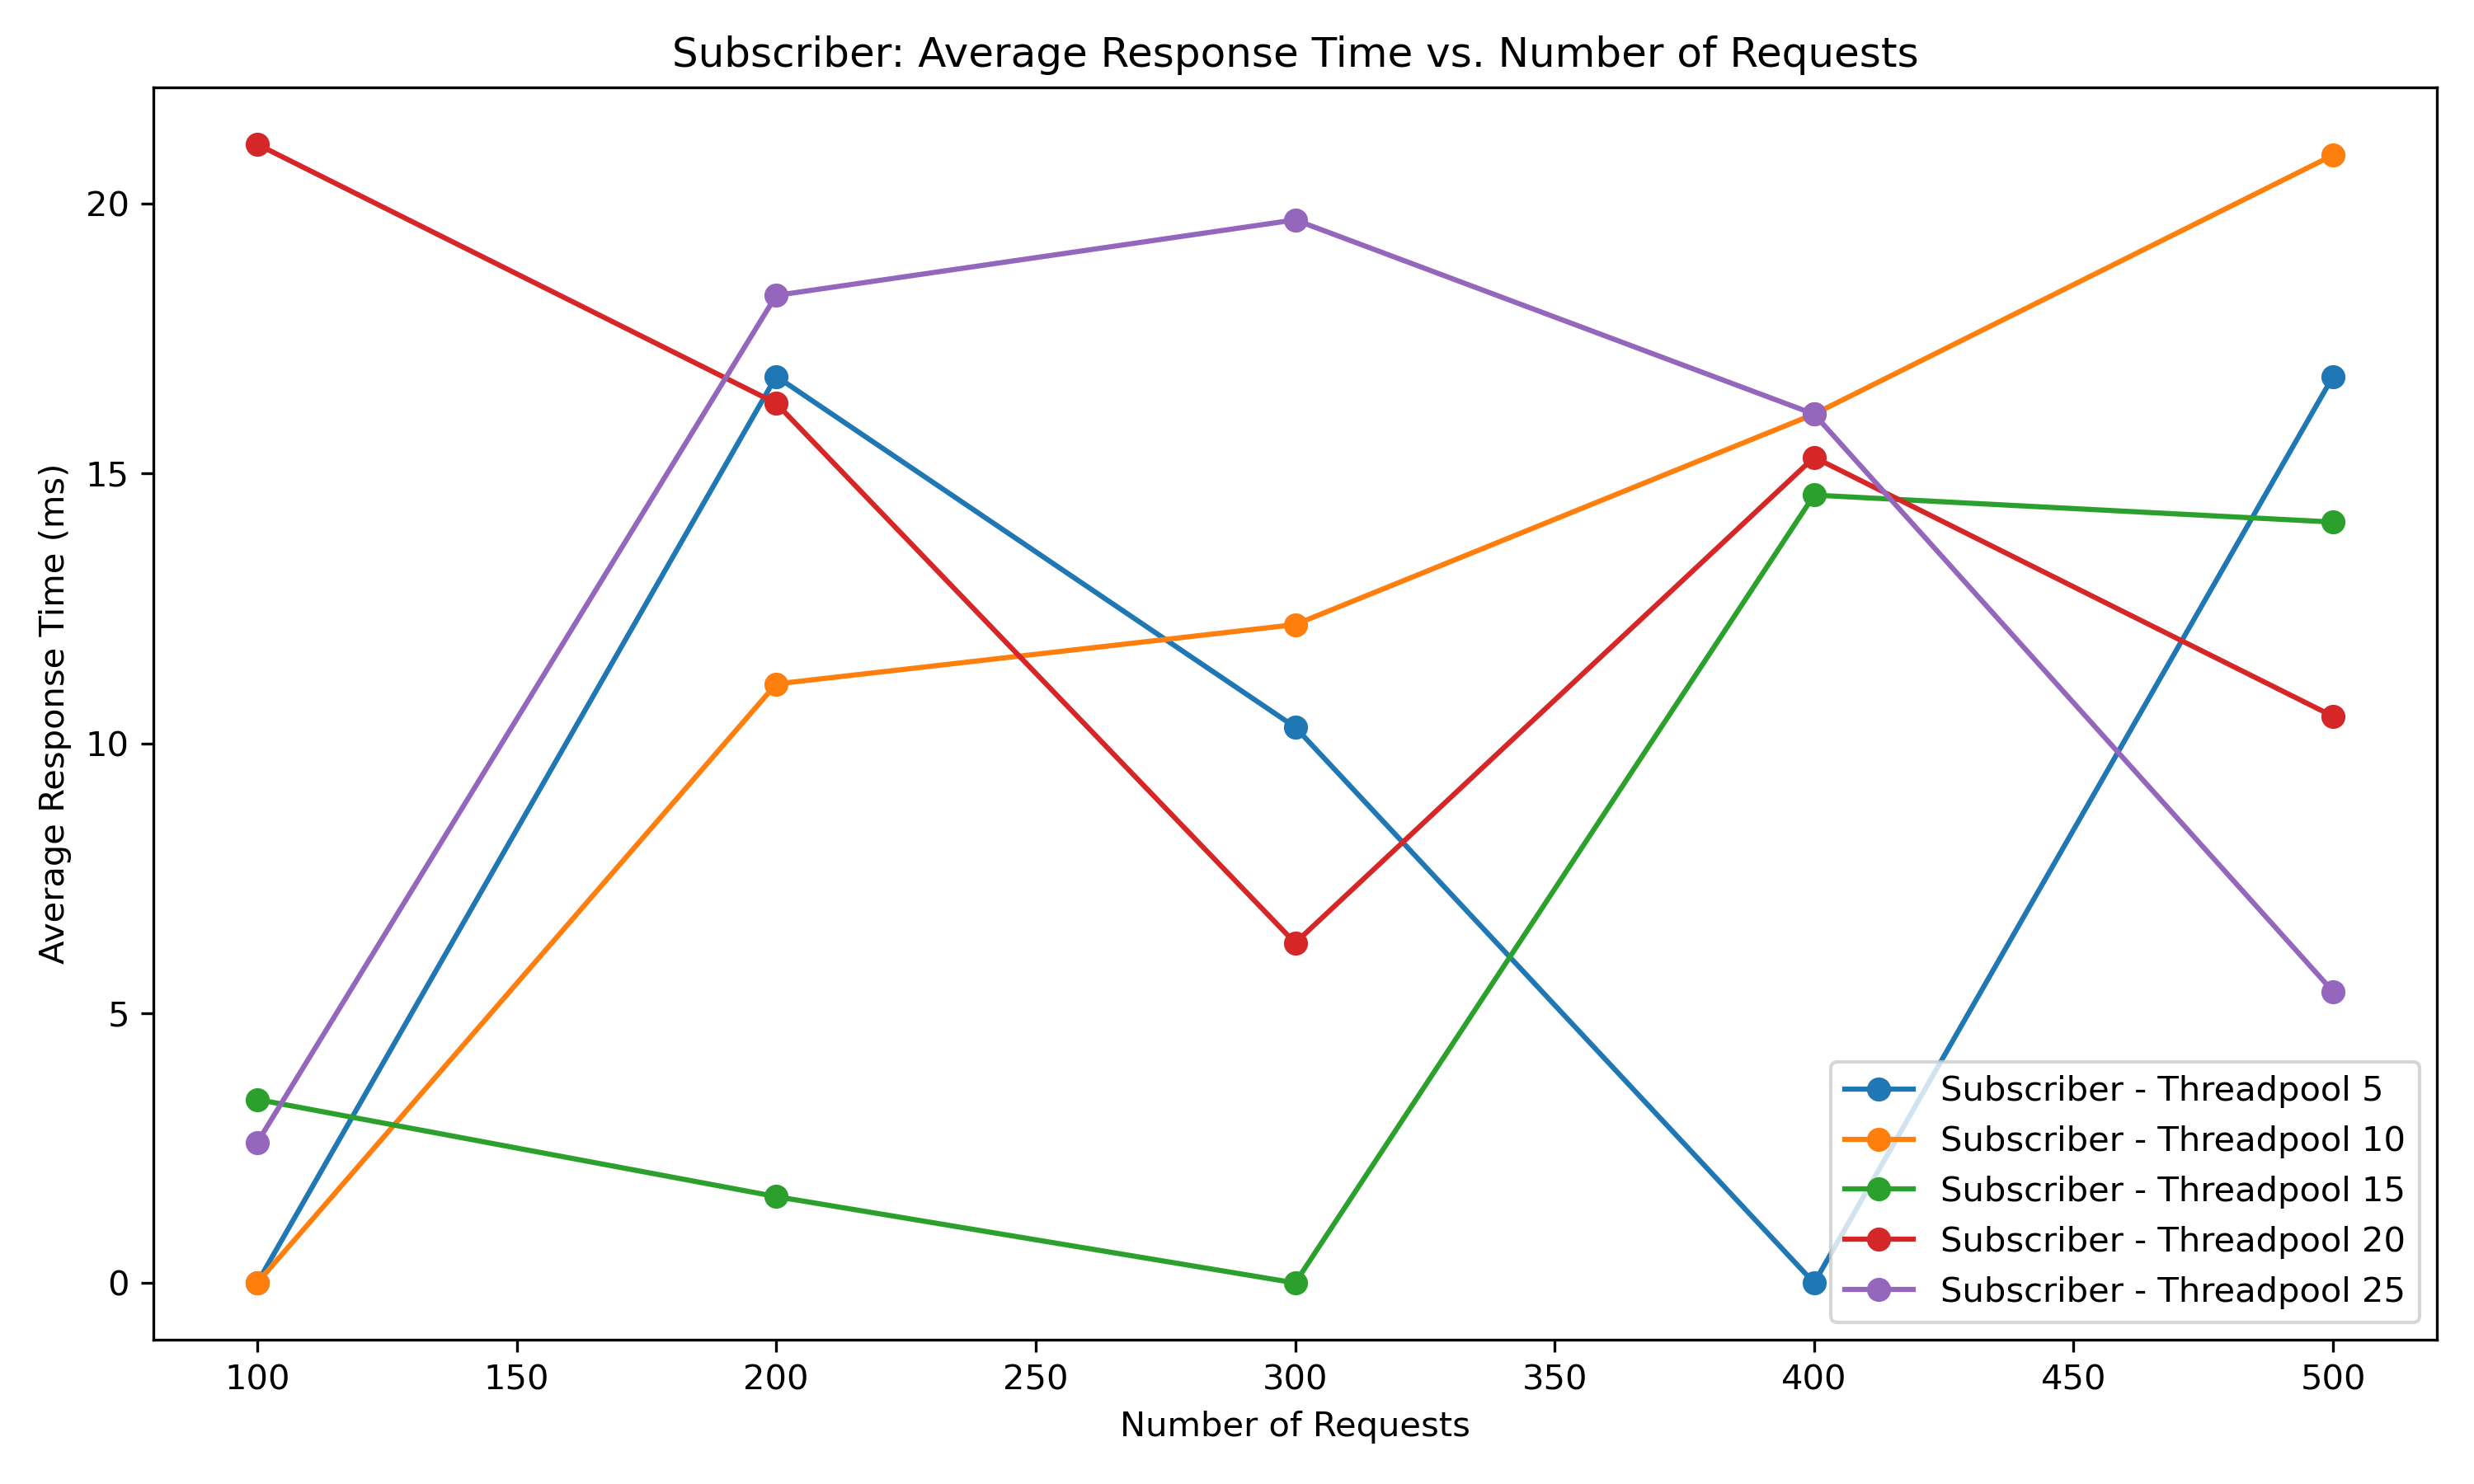 Subscriber: Average Response Time vs. Number of Requests
Average Response Time (ms)
20
15
10
5
0
100 150 200 250 300 350 400 450 500
Number of Requests
Subscriber - Threadpool 5
Subscriber - Threadpool 10
Subscriber - Threadpool 15
Subscriber - Threadpool 20
Subscriber - Threadpool 25